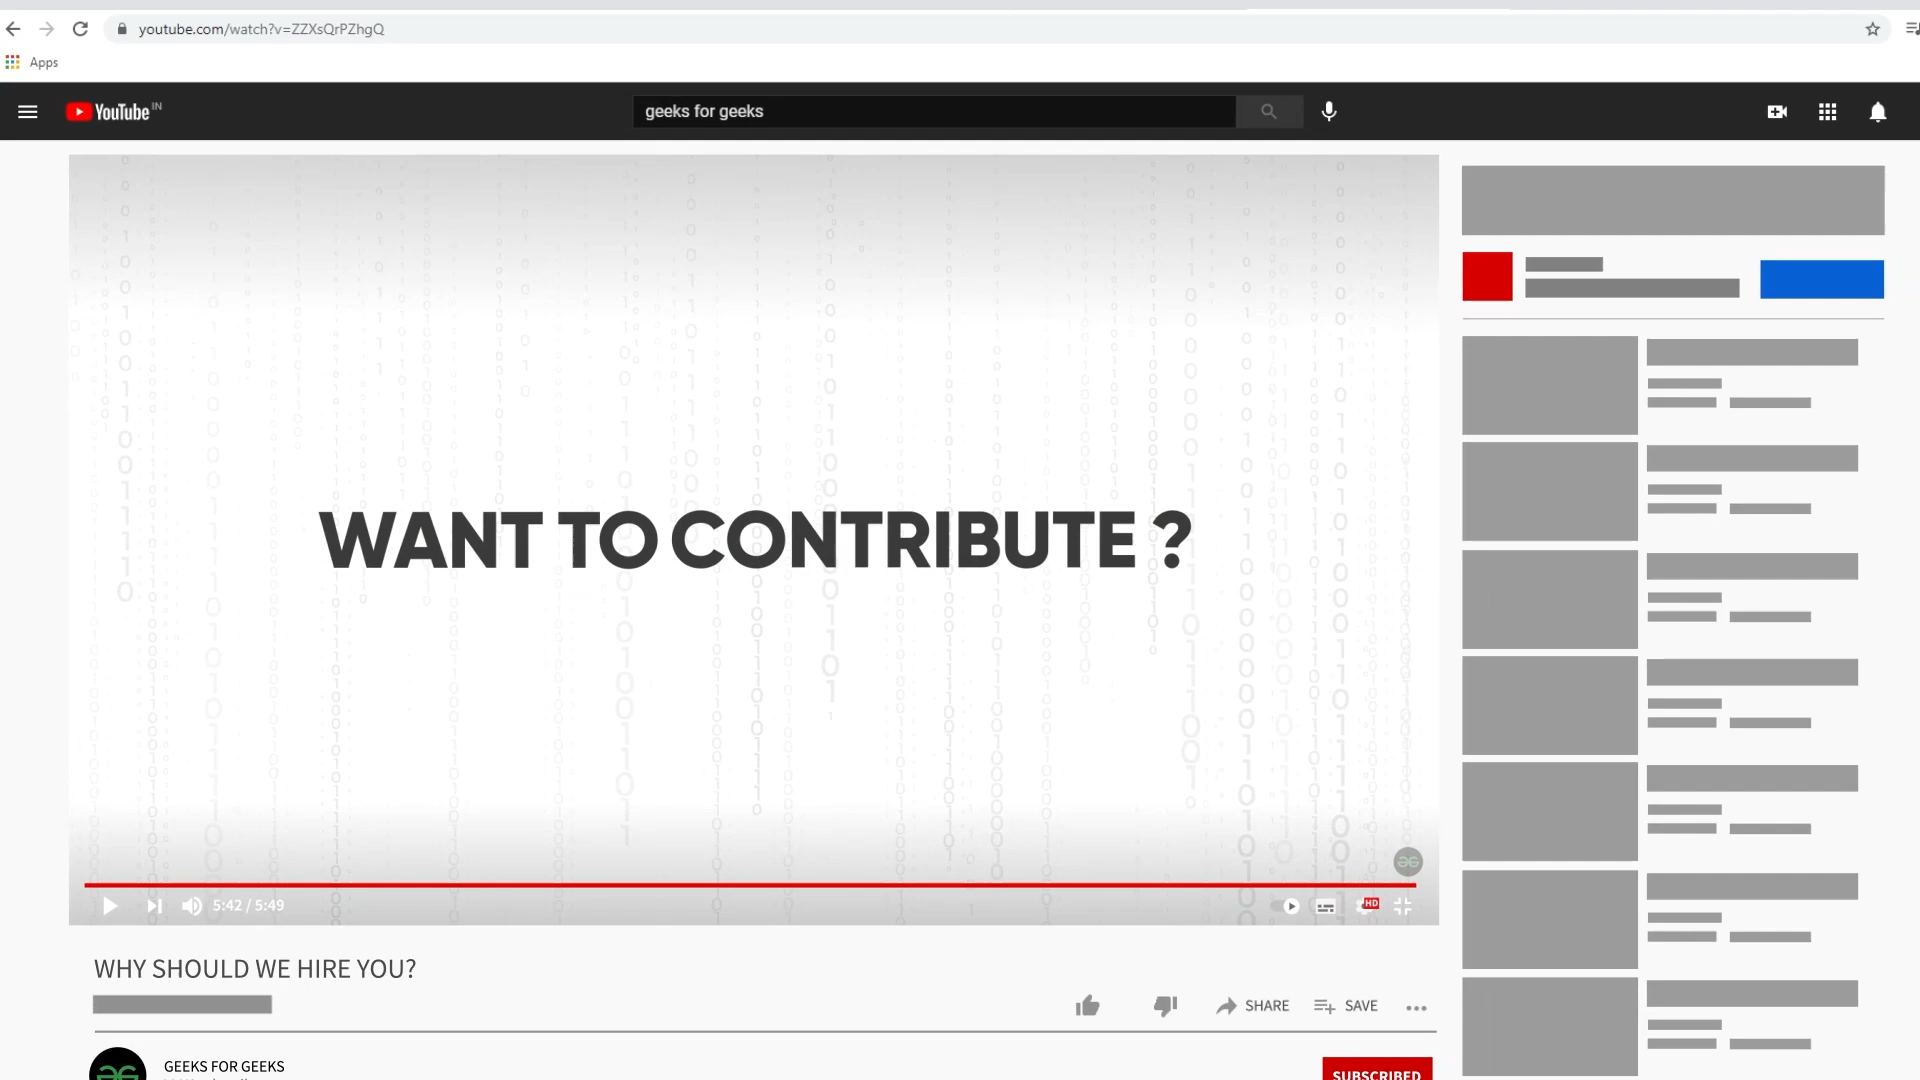 youtube.com/watch?v=ZZXsQrPZhgQ
Apps
YouTube IN
geeks for geeks
WANT TO CONTRIBUTE ?
5:42 / 5:49
HD
WHY SHOULD WE HIRE YOU?
SHARE
SAVE
GEEKS FOR GEEKS
SUBSCRIBED